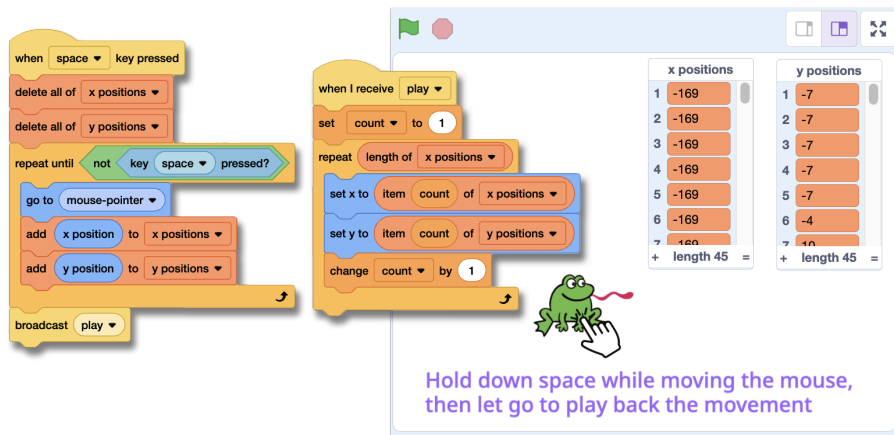 when space key pressed
delete all of x positions
delete all of y positions
repeat until not key space pressed?
go to mouse-pointer
add x position to x positions
add y position to y positions
broadcast play
when I receive play
set count to 1
repeat length of x positions
set x to item count of x positions
set y to item count of y positions
change count by 1
x positions
1 -169
2 -169
3 -169
4 -169
5 -169
6 -169
7 -169
+ length 45 =
y positions
1 -7
2 -7
3 -7
4 -7
5 -7
6 -4
7 10
+ length 45 =
Hold down space while moving the mouse,
then let go to play back the movement